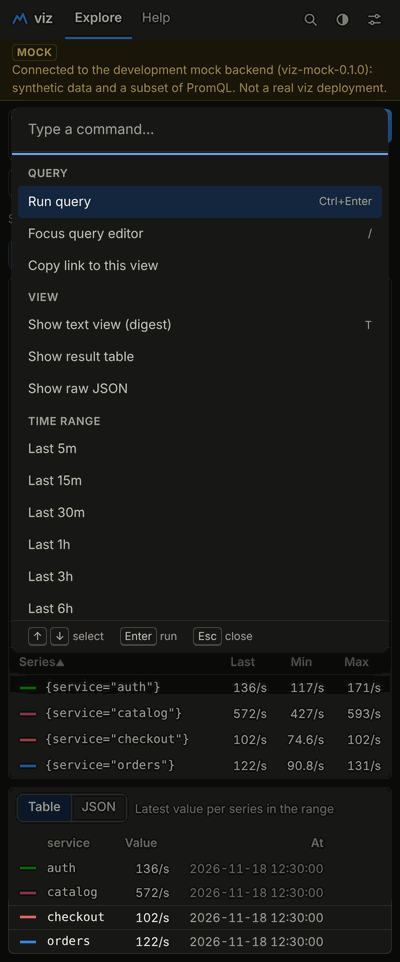 viz Explore Help
MOCK
Connected to the development mock backend (viz-mock-0.1.0):
synthetic data and a subset of PromQL. Not a real viz deployment.
Type a command...
QUERY
Run query Ctrl+Enter
Focus query editor /
Copy link to this view
VIEW
Show text view (digest) T
Show result table
Show raw JSON
TIME RANGE
Last 5m
Last 15m
Last 30m
Last 1h
Last 3h
Last 6h
↑ ↓ select Enter run Esc close
Series▲ Last Min Max
{service="auth"} 136/s 117/s 171/s
{service="catalog"} 572/s 427/s 593/s
{service="checkout"} 102/s 74.6/s 102/s
{service="orders"} 122/s 90.8/s 131/s
Table JSON Latest value per series in the range
service Value At
auth 136/s 2026-11-18 12:30:00
catalog 572/s 2026-11-18 12:30:00
checkout 102/s 2026-11-18 12:30:00
orders 122/s 2026-11-18 12:30:00